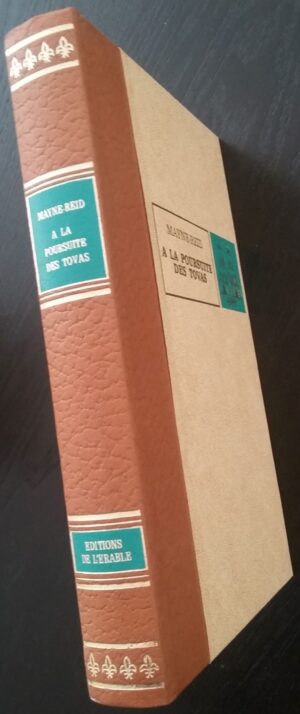 MAYNE-REID
A LA
POURSUITE
DES TOVAS
EDITIONS
DE L'ERABLE
MAYNE-REID
A LA POURSUITE
DES TOVAS